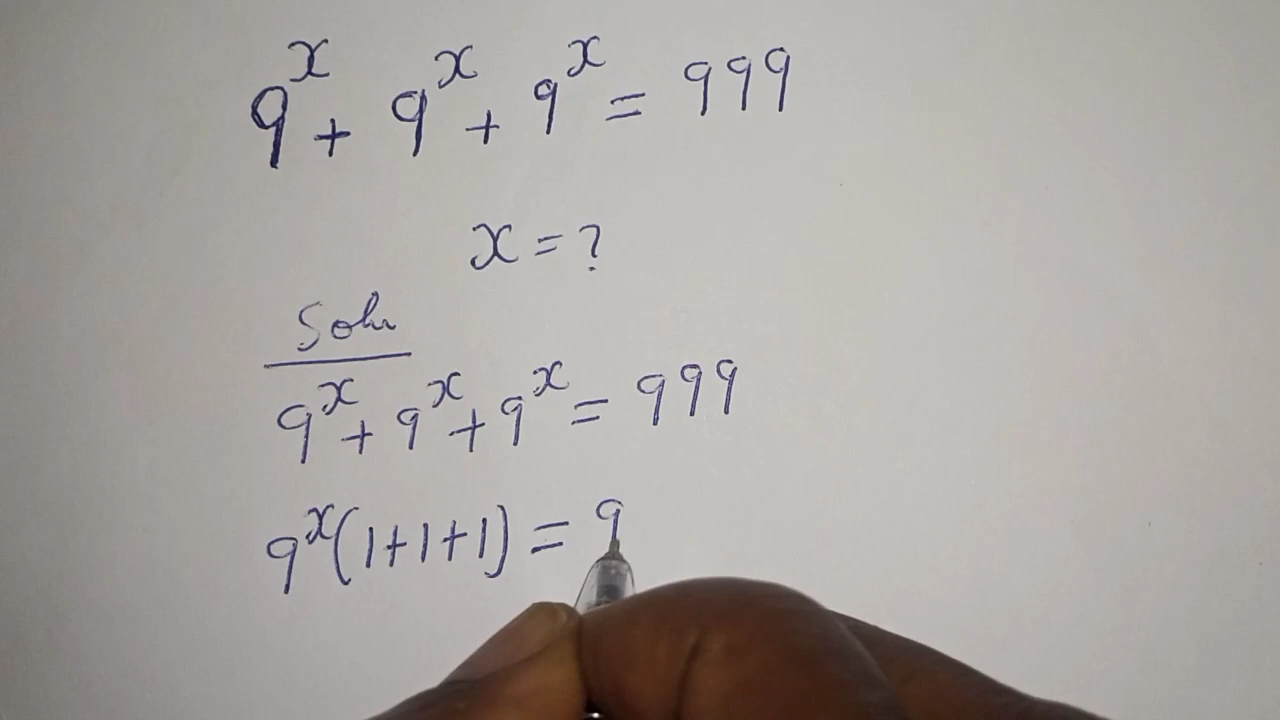 9^x + 9^x + 9^x = 999
x = ?
Soln
9^x + 9^x + 9^x = 999
9^x(1+1+1) = 9